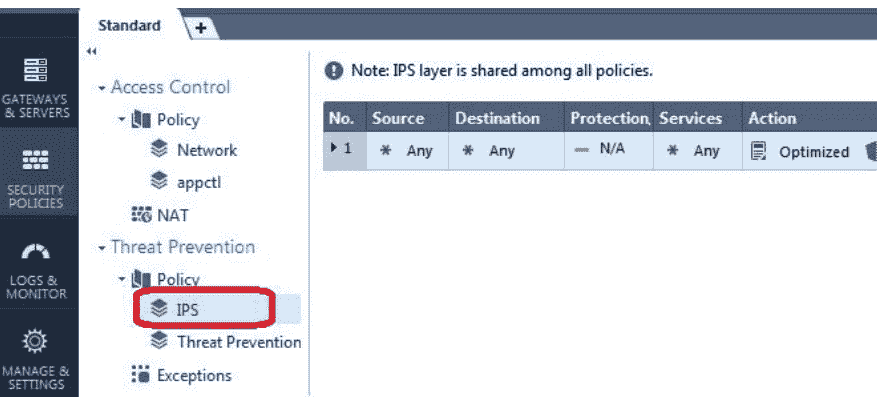 Standard
+
GATEWAYS
& SERVERS
SECURITY
POLICIES
LOGS &
MONITOR
MANAGE &
SETTINGS
Access Control
Policy
Network
appctl
NAT
Threat Prevention
Policy
IPS
Threat Prevention
Exceptions
Note: IPS layer is shared among all policies.
No. Source Destination Protection Services Action
1 * Any * Any — N/A * Any Optimized